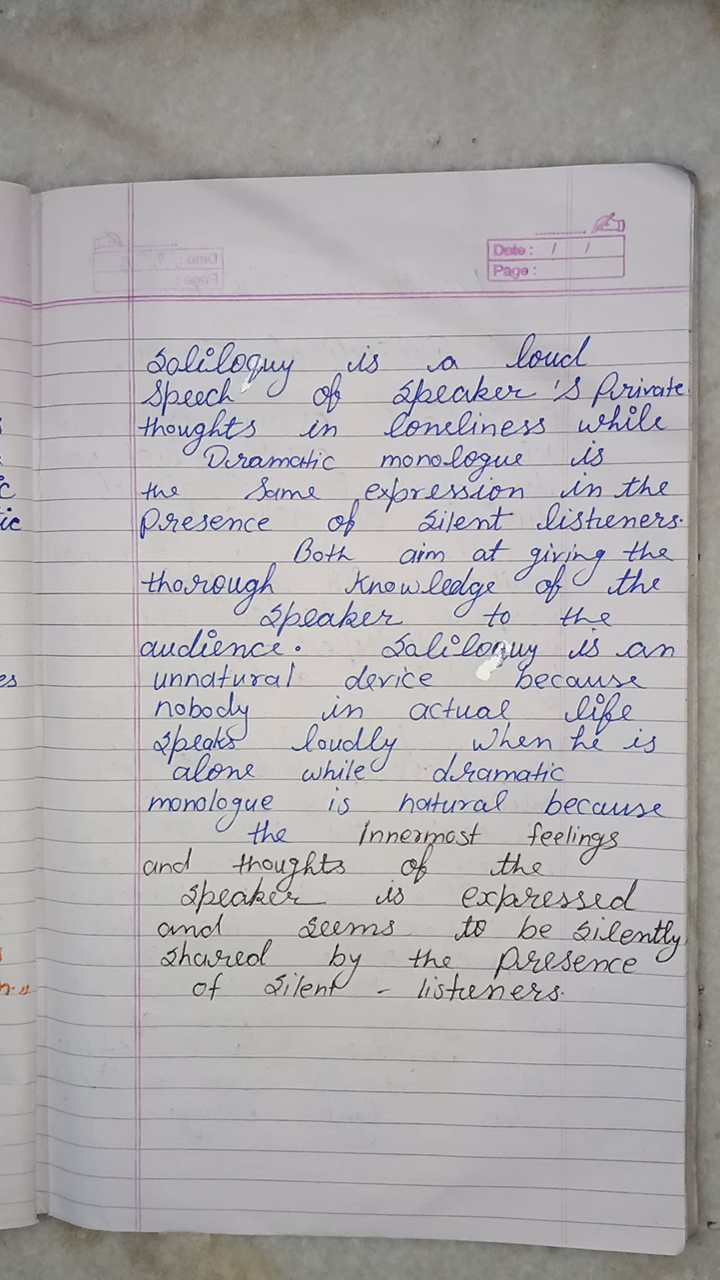 Date : / /
Page :
Soliloquy is a loud
Speech of speaker's Private
thoughts in loneliness while
Dramatic monologue is
the same expression in the
Presence of silent listeners.
Both aim at giving the
thorough knowledge of the
speaker to the
audience. Soliloquy is an
unnatural device because
nobody in actual life
speaks loudly when he is
alone while dramatic
monologue is natural because
the Innermost feelings
and thoughts of the
speaker is expressed
and seems to be silently
shared by the presence
of silent - listeners.